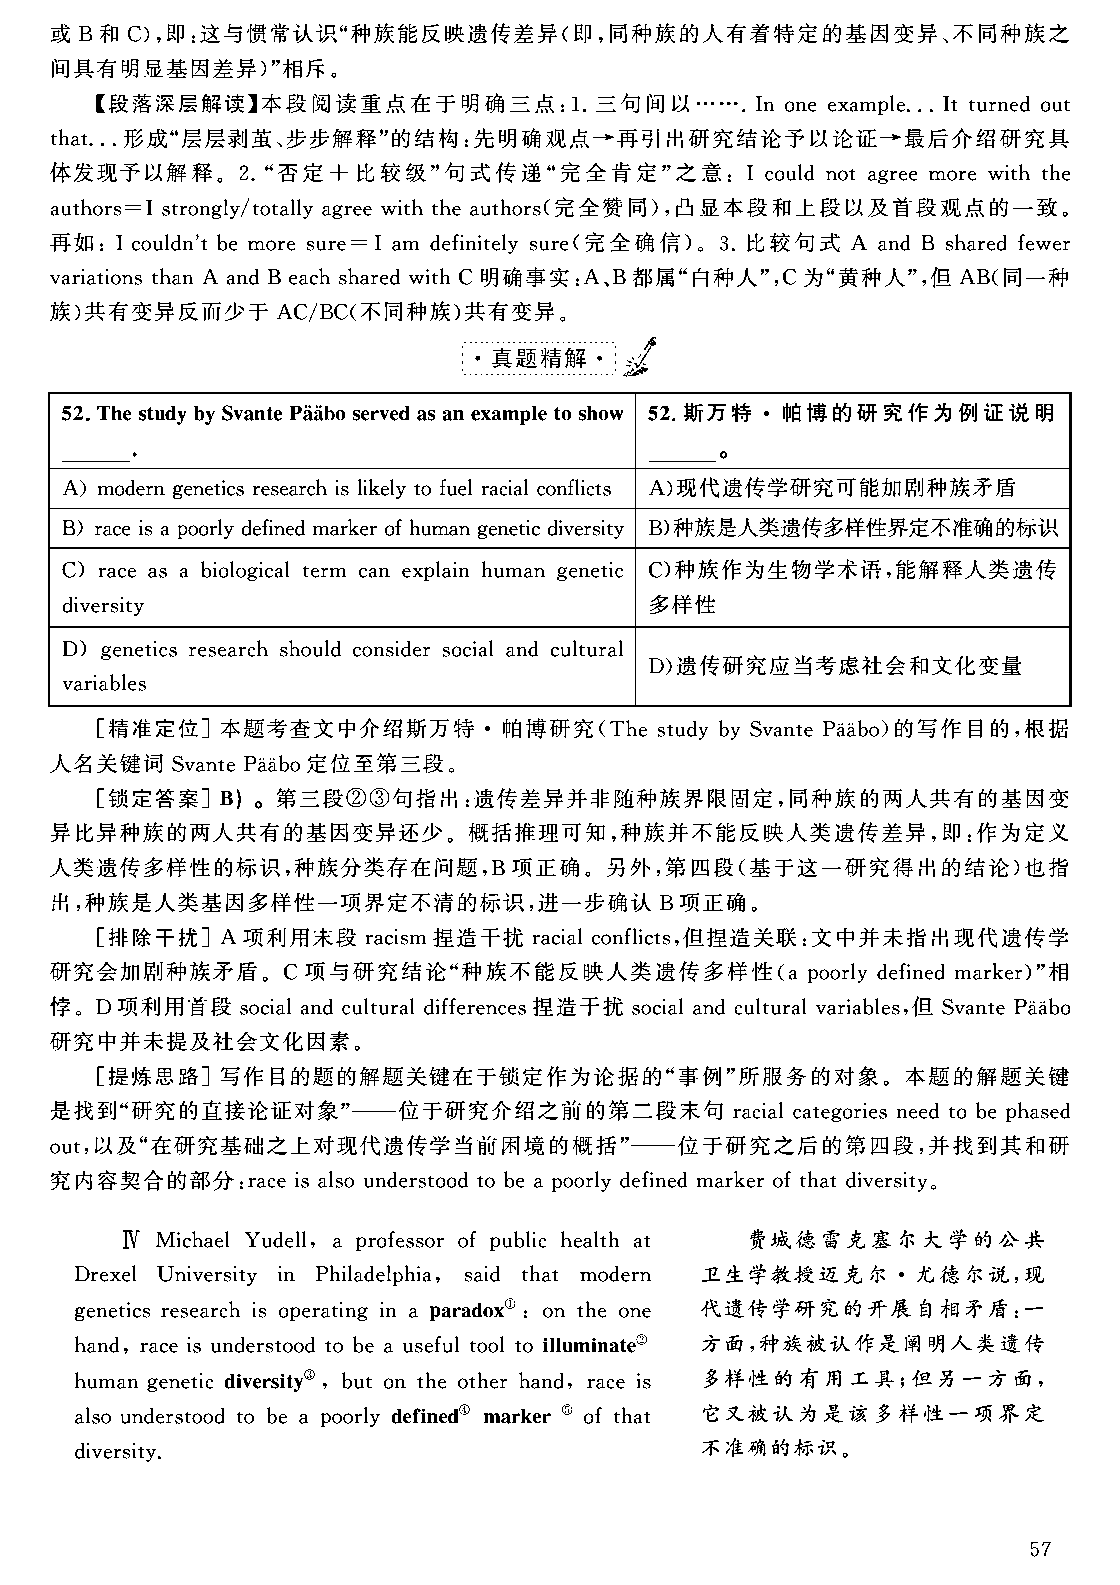 或 B 和 C),即:这与惯常认识“种族能反映遗传差异(即,同种族的人有着特定的基因变异、不同种族之
间具有明显基因差异)”相斥。
【段落深层解读】本段阅读重点在于明确三点:1. 三句间以……. In one example... It turned out
that... 形成“层层剥茧、步步解释”的结构:先明确观点→再引出研究结论予以论证→最后介绍研究具
体发现予以解释。2. “否定＋比较级”句式传递“完全肯定”之意: I could not agree more with the
authors=I strongly/totally agree with the authors(完全赞同),凸显本段和上段以及首段观点的一致。
再如: I couldn't be more sure=I am definitely sure(完全确信)。3. 比较句式 A and B shared fewer
variations than A and B each shared with C 明确事实:A、B 都属“白种人”,C 为“黄种人”,但 AB(同一种
族)共有变异反而少于 AC/BC(不同种族)共有变异。
·真题精解·
52. The study by Svante Pääbo served as an example to show
______.
52. 斯万特·帕博的研究作为例证说明
______。
A) modern genetics research is likely to fuel racial conflicts
A)现代遗传学研究可能加剧种族矛盾
B) race is a poorly defined marker of human genetic diversity
B)种族是人类遗传多样性界定不准确的标识
C) race as a biological term can explain human genetic
diversity
C)种族作为生物学术语,能解释人类遗传
多样性
D) genetics research should consider social and cultural
variables
D)遗传研究应当考虑社会和文化变量
[精准定位] 本题考查文中介绍斯万特·帕博研究(The study by Svante Pääbo)的写作目的,根据
人名关键词 Svante Pääbo 定位至第三段。
[锁定答案] B) 。第三段②③句指出:遗传差异并非随种族界限固定,同种族的两人共有的基因变
异比异种族的两人共有的基因变异还少。概括推理可知,种族并不能反映人类遗传差异,即:作为定义
人类遗传多样性的标识,种族分类存在问题,B 项正确。另外,第四段(基于这一研究得出的结论)也指
出,种族是人类基因多样性一项界定不清的标识,进一步确认 B 项正确。
[排除干扰] A 项利用末段 racism 捏造干扰 racial conflicts,但捏造关联:文中并未指出现代遗传学
研究会加剧种族矛盾。C 项与研究结论“种族不能反映人类遗传多样性(a poorly defined marker)”相
悖。D 项利用首段 social and cultural differences 捏造干扰 social and cultural variables,但 Svante Pääbo
研究中并未提及社会文化因素。
[提炼思路] 写作目的题的解题关键在于锁定作为论据的“事例”所服务的对象。本题的解题关键
是找到“研究的直接论证对象”——位于研究介绍之前的第二段末句 racial categories need to be phased
out,以及“在研究基础之上对现代遗传学当前困境的概括”——位于研究之后的第四段,并找到其和研
究内容契合的部分:race is also understood to be a poorly defined marker of that diversity。
Ⅳ Michael Yudell, a professor of public health at
Drexel University in Philadelphia, said that modern
genetics research is operating in a paradox①: on the one
hand, race is understood to be a useful tool to illuminate②
human genetic diversity③, but on the other hand, race is
also understood to be a poorly defined④ marker⑤ of that
diversity.
费城德雷克塞尔大学的公共
卫生学教授迈克尔·尤德尔说,现
代遗传学研究的开展自相矛盾:一
方面,种族被认作是阐明人类遗传
多样性的有用工具;但另一方面,
它又被认为是该多样性一项界定
不准确的标识。
57